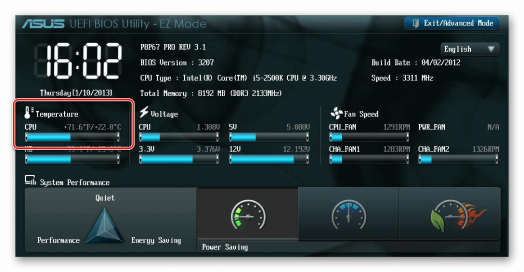 ASUS UEFI BIOS Utility - EZ Mode
Exit/Advanced Mode
16:02
Thursday[1/10/2013]
P8P67 PRO REV 3.1
English
BIOS Version : 3207
Build Date : 04/02/2012
CPU Type : Intel(R) Core(TM) i5-2500K CPU @ 3.30GHz
Speed : 3311 MHz
Total Memory : 8192 MB (DDR3 2133MHz)
Temperature
CPU +71.6°F/+22.0°C
MB
Voltage
CPU 1.308V 5V 5.080V
3.3V 3.376V 12V 12.192V
Fan Speed
CPU_FAN 1291RPM PWR_FAN N/A
CHA_FAN1 1283RPM CHA_FAN2 1326RPM
System Performance
Quiet
Performance
Energy Saving
Power Saving